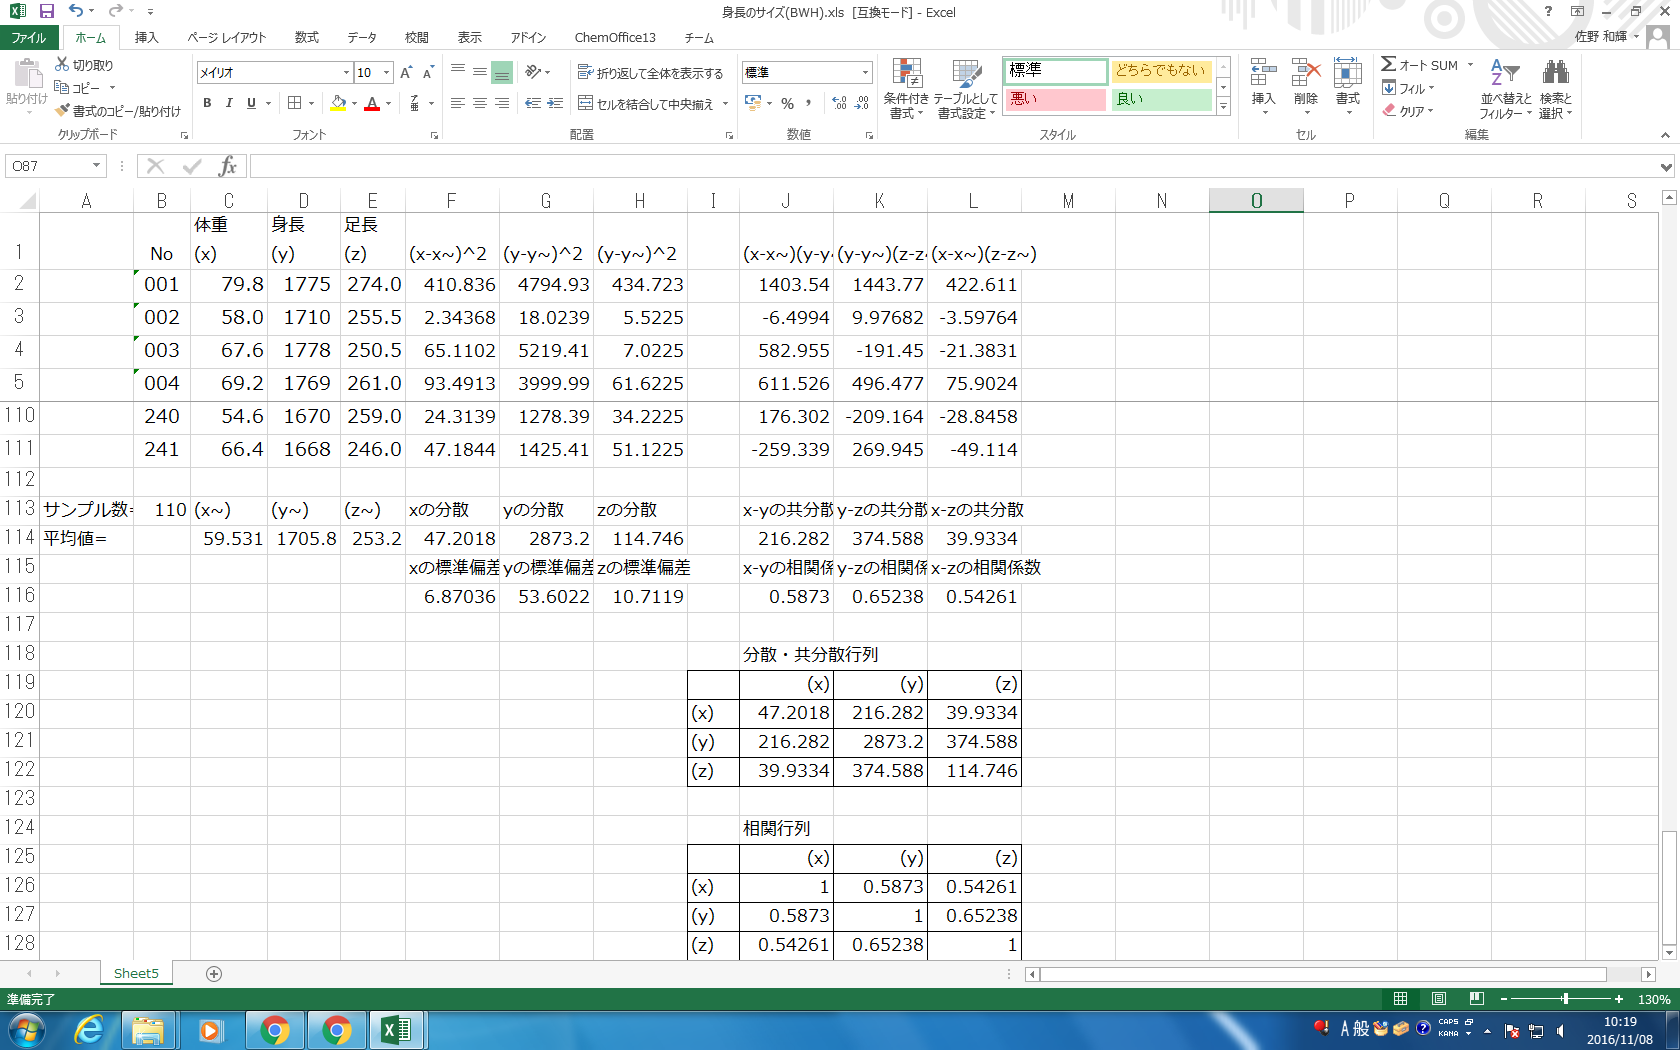 身長のサイズ(BWH).xls [互換モード] - Excel
ファイル ホーム 挿入 ページ レイアウト 数式 データ 校閲 表示 アドイン ChemOffice13 チーム 佐野 和輝
貼り付け 切り取り コピー 書式のコピー/貼り付け クリップボード
メイリオ 10 B I U フォント
折り返して全体を表示する セルを結合して中央揃え 配置
標準 % 数値
条件付き書式 テーブルとして書式設定 標準 どちらでもない 悪い 良い スタイル
挿入 削除 書式 セル
オート SUM フィル クリア 並べ替えとフィルター 検索と選択 編集
O87 fx
A B C D E F G H I J K L M N O P Q R S
体重 身長 足長
1 No (x) (y) (z) (x-x~)^2 (y-y~)^2 (y-y~)^2 (x-x~)(y-y (y-y~)(z-z (x-x~)(z-z~)
2 001 79.8 1775 274.0 410.836 4794.93 434.723 1403.54 1443.77 422.611
3 002 58.0 1710 255.5 2.34368 18.0239 5.5225 -6.4994 9.97682 -3.59764
4 003 67.6 1778 250.5 65.1102 5219.41 7.0225 582.955 -191.45 -21.3831
5 004 69.2 1769 261.0 93.4913 3999.99 61.6225 611.526 496.477 75.9024
110 240 54.6 1670 259.0 24.3139 1278.39 34.2225 176.302 -209.164 -28.8458
111 241 66.4 1668 246.0 47.1844 1425.41 51.1225 -259.339 269.945 -49.114
112
113 サンプル数= 110 (x~) (y~) (z~) xの分散 yの分散 zの分散 x-yの共分散 y-zの共分散 x-zの共分散
114 平均値= 59.531 1705.8 253.2 47.2018 2873.2 114.746 216.282 374.588 39.9334
115 xの標準偏差 yの標準偏差 zの標準偏差 x-yの相関係 y-zの相関係 x-zの相関係数
116 6.87036 53.6022 10.7119 0.5873 0.65238 0.54261
117
118 分散・共分散行列
119 (x) (y) (z)
120 (x) 47.2018 216.282 39.9334
121 (y) 216.282 2873.2 374.588
122 (z) 39.9334 374.588 114.746
123
124 相関行列
125 (x) (y) (z)
126 (x) 1 0.5873 0.54261
127 (y) 0.5873 1 0.65238
128 (z) 0.54261 0.65238 1
Sheet5
準備完了 130%
A 般 CAPS KANA 10:19
2016/11/08